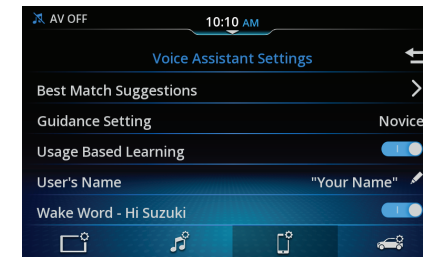 AV OFF
10:10 AM
Voice Assistant Settings
Best Match Suggestions
Guidance Setting Novice
Usage Based Learning
User's Name "Your Name"
Wake Word - Hi Suzuki